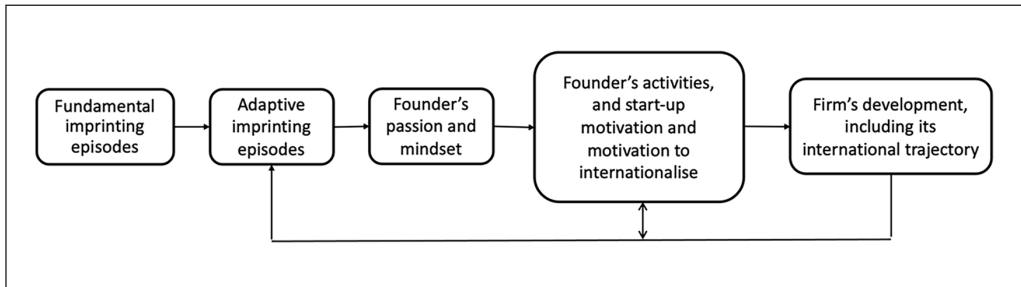 Fundamental
imprinting
episodes
Adaptive
imprinting
episodes
Founder's
passion and
mindset
Founder's activities,
and start-up
motivation and
motivation to
internationalise
Firm's development,
including its
international trajectory